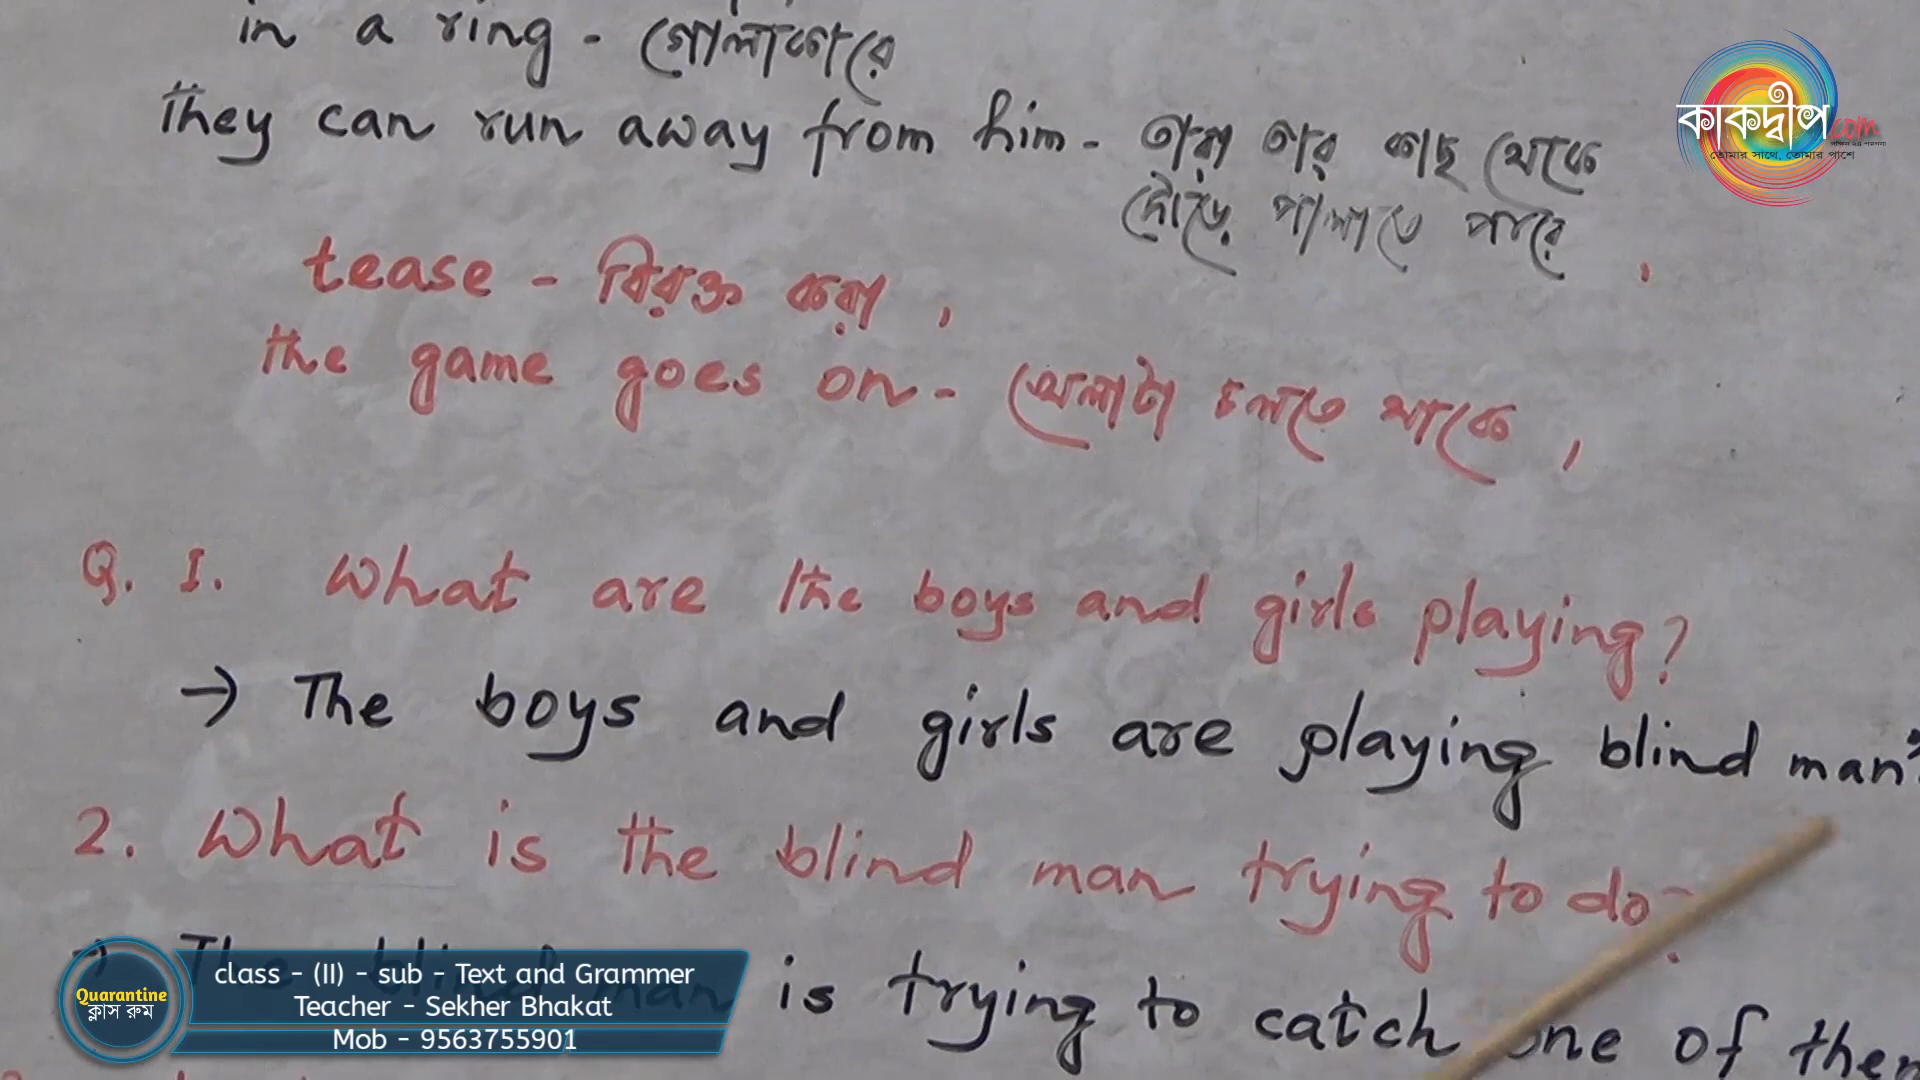 in a ring - গোলাকারে
they can run away from him - তারা তার কাছ থেকে
দৌড়ে পালাতে পারে
tease - বিরক্ত করা,
the game goes on - খেলাটা চলতে থাকে,
Q. 1. What are the boys and girls playing?
→ The boys and girls are playing blind man's
2. What is the blind man trying to do?
→ The blind man is trying to catch one of them
কাকদ্বীপ.com
তোমার সাথে, তোমার পাশে
Quarantine
ক্লাস রুম
class - (II) - sub - Text and Grammer
Teacher - Sekher Bhakat
Mob - 9563755901